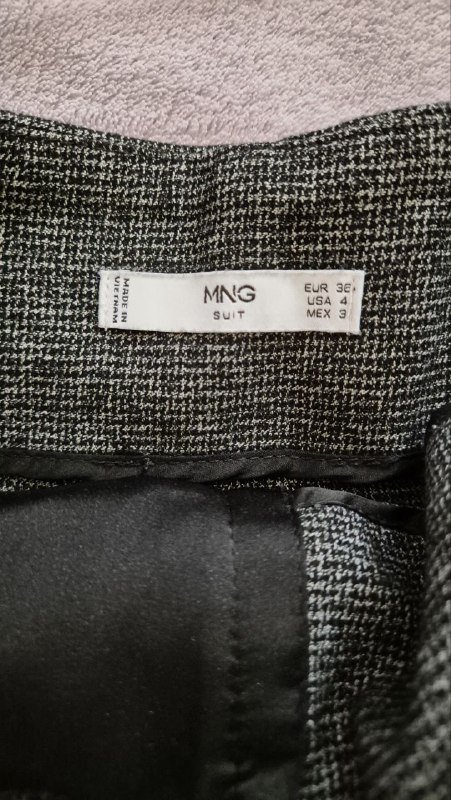 MADE IN
VIETNAM
MNG
SUIT
EUR 36
USA 4
MEX 3